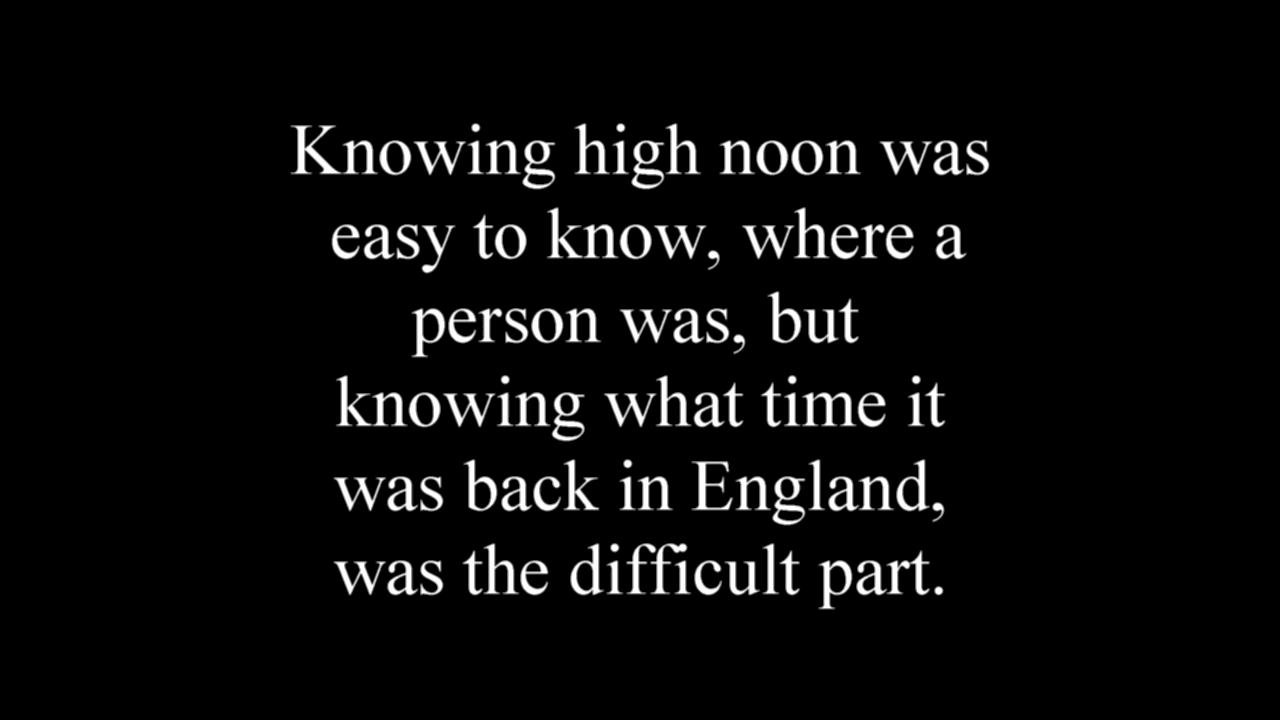 Knowing high noon was
easy to know, where a
person was, but
knowing what time it
was back in England,
was the difficult part.